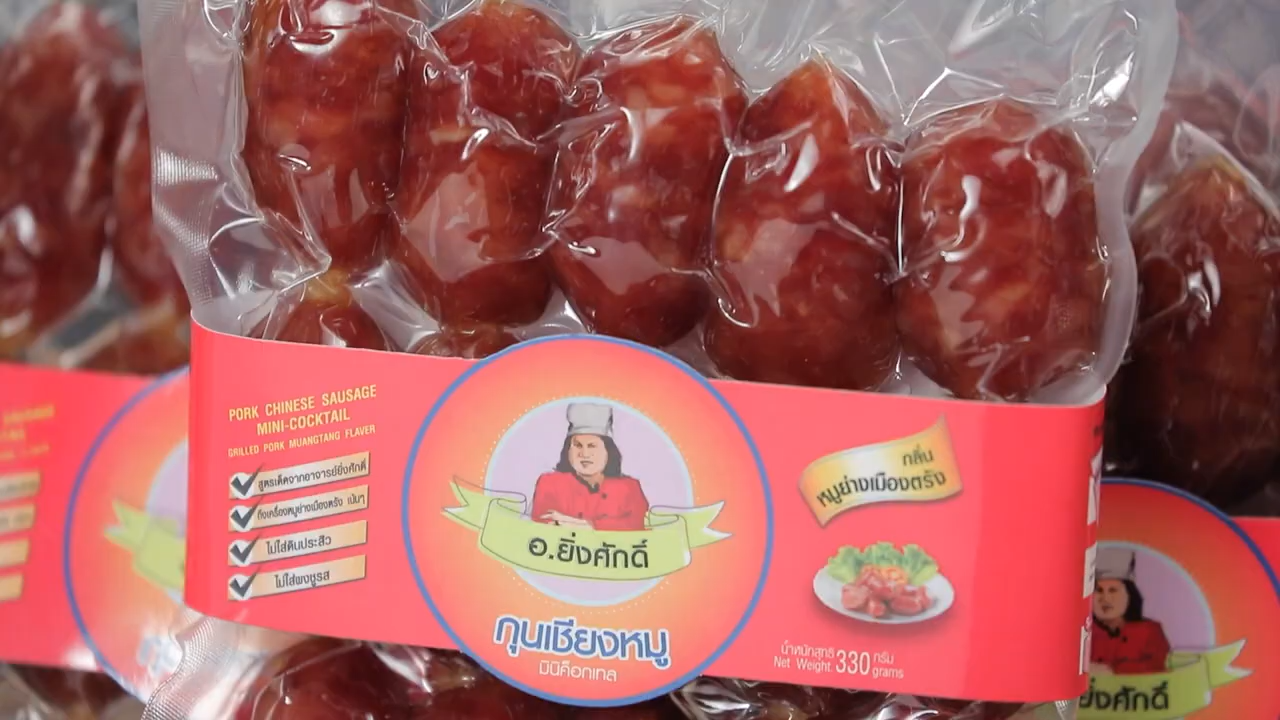 PORK CHINESE SAUSAGE
MINI-COCKTAIL
GRILLED PORK MUANGTANG FLAVER
สูตรเด็ดจากอาจารย์ยิ่งศักดิ์
ถึงเครื่องหมูย่างเมืองตรัง เน้นๆ
ไม่ใส่ดินประสิว
ไม่ใส่ผงชูรส
อ.ยิ่งศักดิ์
กุนเชียงหมู
มินิค็อกเทล
กลิ่น
หมูย่างเมืองตรัง
น้ำหนักสุทธิ 330 กรัม
Net Weight grams
ยิ่งศักดิ์